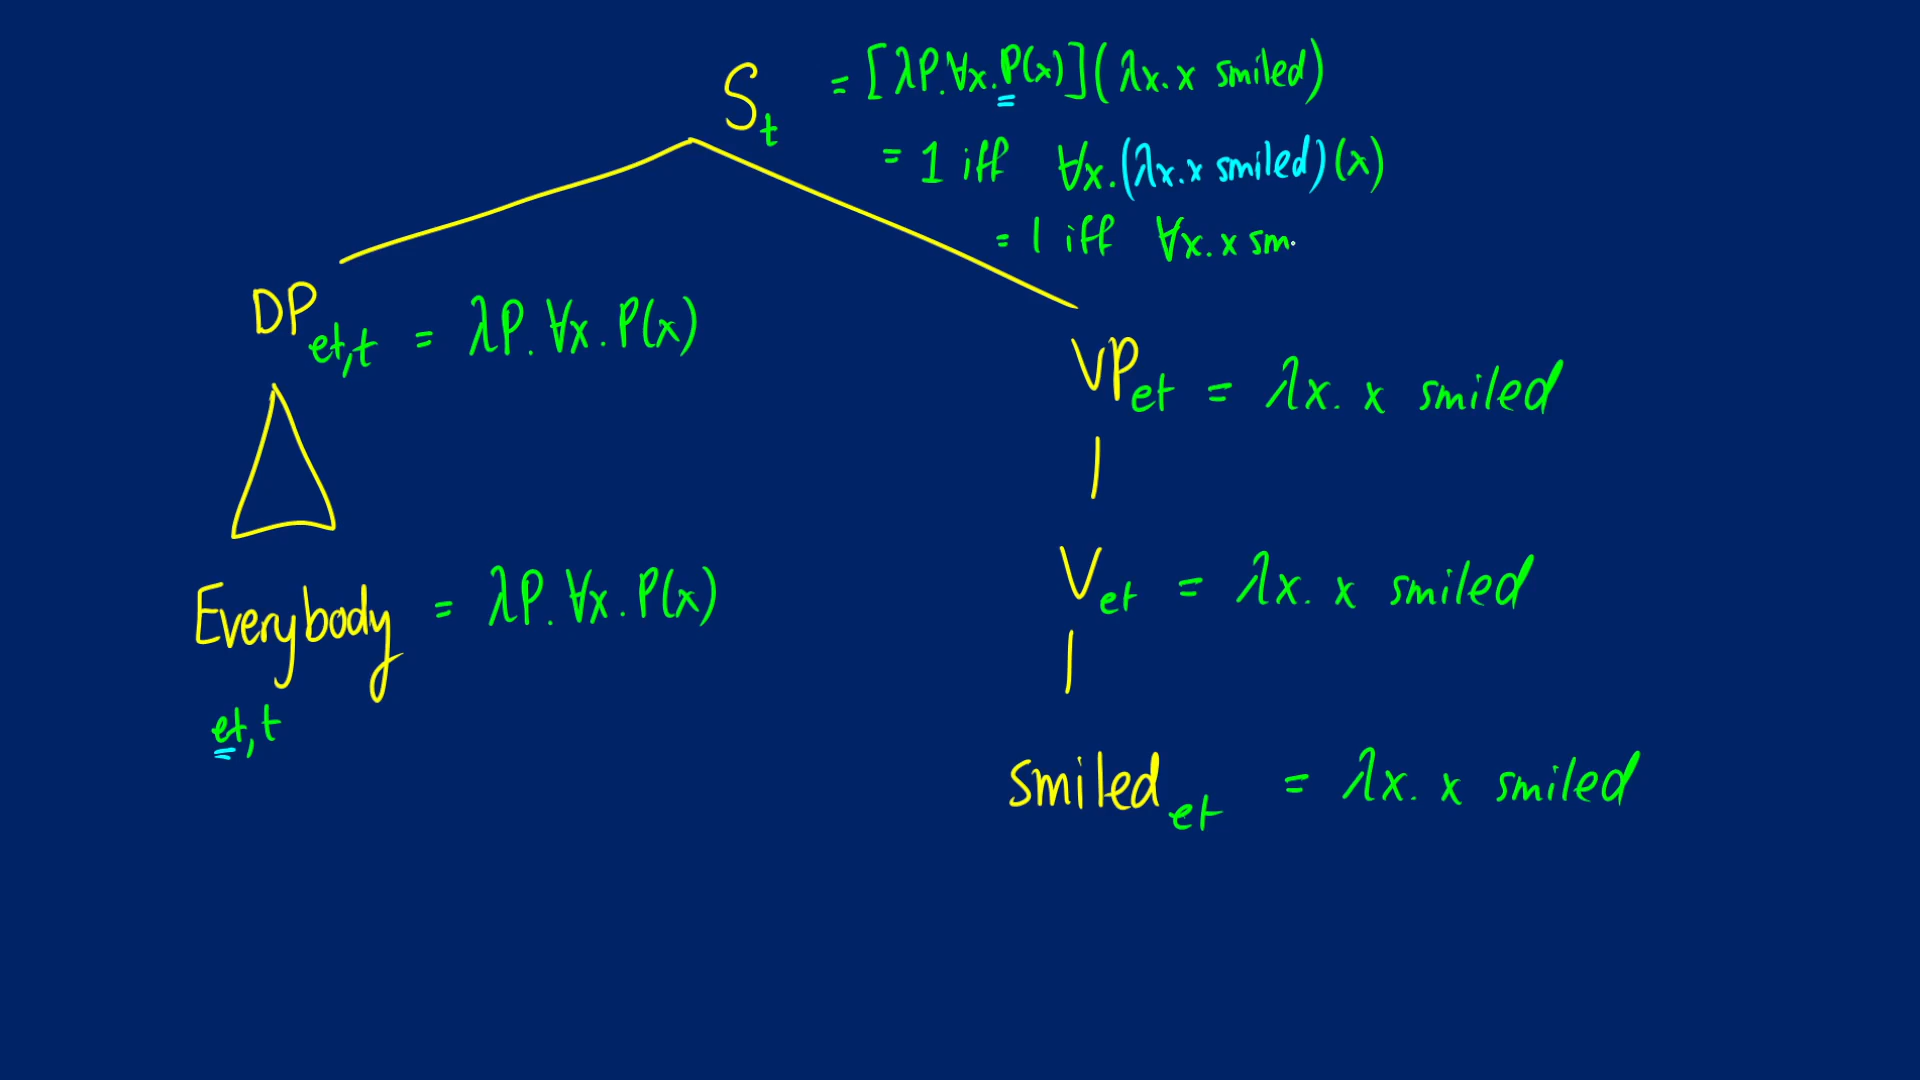 S t = [λP.∀x.P(x)](λx.x smiled)
= 1 iff ∀x.(λx.x smiled)(x)
= 1 iff ∀x.x sm
DP et,t = λP.∀x.P(x)
VP et = λx. x smiled
V et = λx. x smiled
Everybody = λP.∀x.P(x)
et,t
smiled et = λx. x smiled